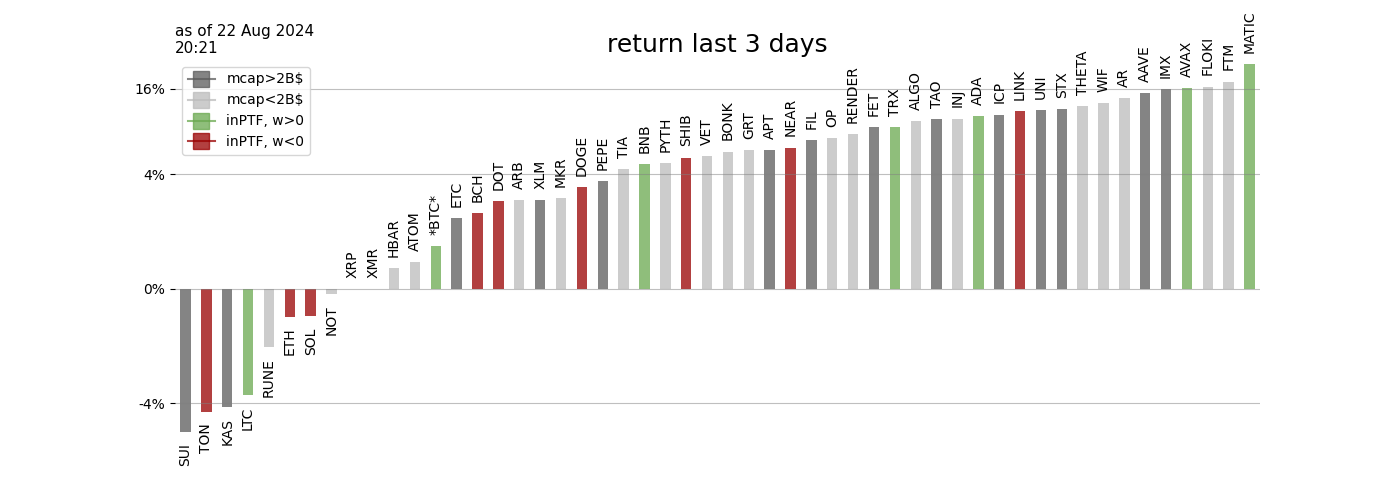 as of 22 Aug 2024
20:21
return last 3 days
mcap>2B$
mcap<2B$
inPTF, w>0
inPTF, w<0
16%
4%
0%
-4%
SUI
TON
KAS
LTC
RUNE
ETH
SOL
NOT
XRP
XMR
HBAR
ATOM
*BTC*
ETC
BCH
DOT
ARB
XLM
MKR
DOGE
PEPE
TIA
BNB
PYTH
SHIB
VET
BONK
GRT
APT
NEAR
FIL
OP
RENDER
FET
TRX
ALGO
TAO
INJ
ADA
ICP
LINK
UNI
STX
THETA
WIF
AR
AAVE
IMX
AVAX
FLOKI
FTM
MATIC